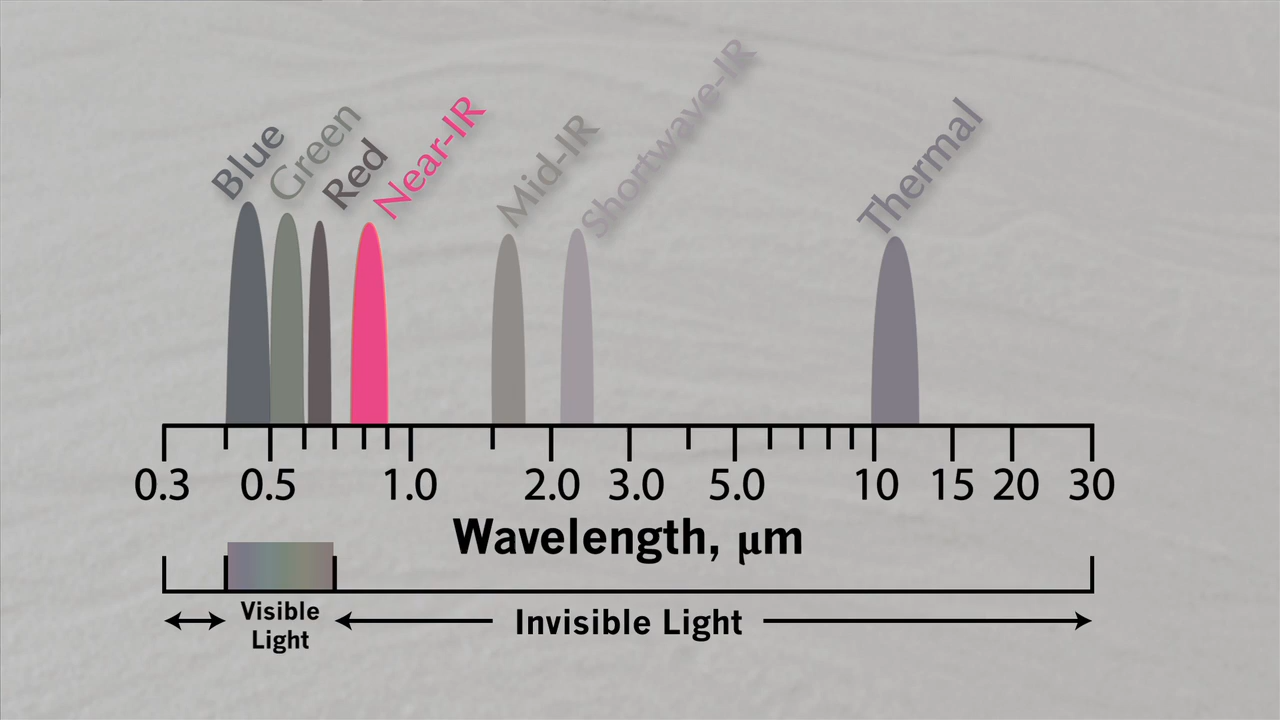 Blue
Green
Red
Near-IR
Mid-IR
Shortwave-IR
Thermal
0.3 0.5 1.0 2.0 3.0 5.0 10 15 20 30
Wavelength, µm
Visible
Light
Invisible Light